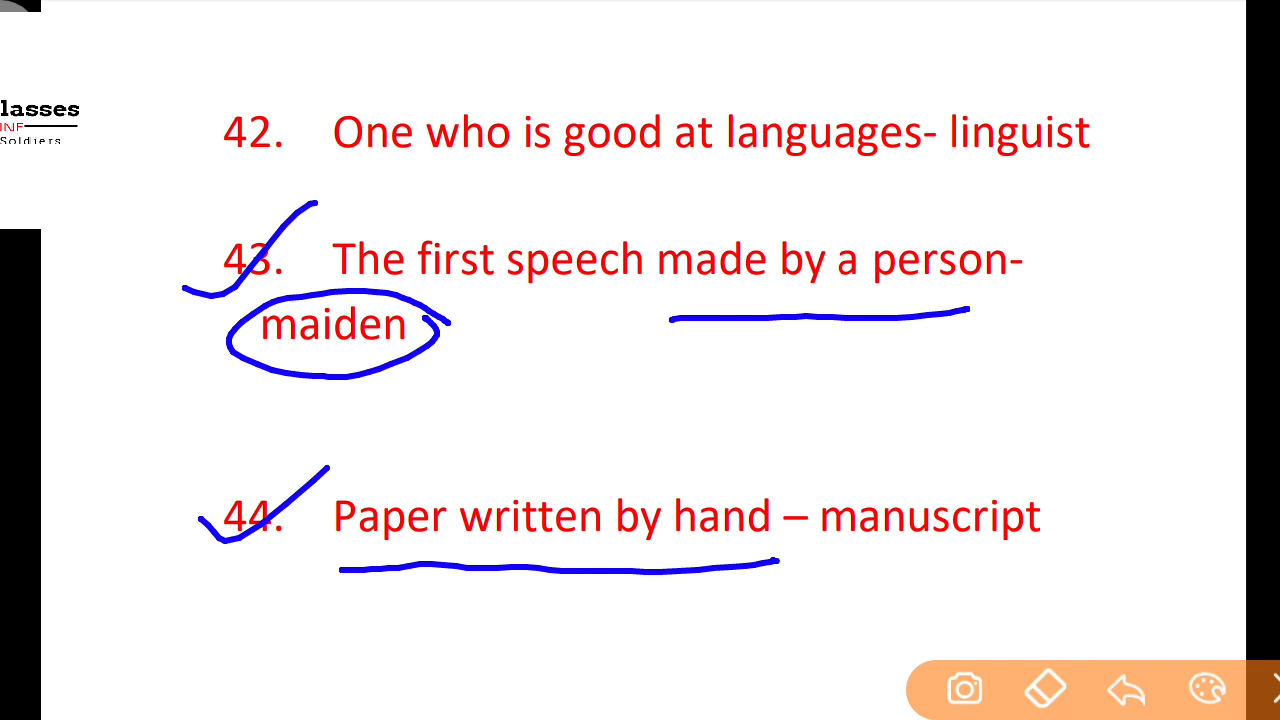 lasses
INF
Soldiers
42. One who is good at languages- linguist
43. The first speech made by a person-
maiden
44. Paper written by hand – manuscript